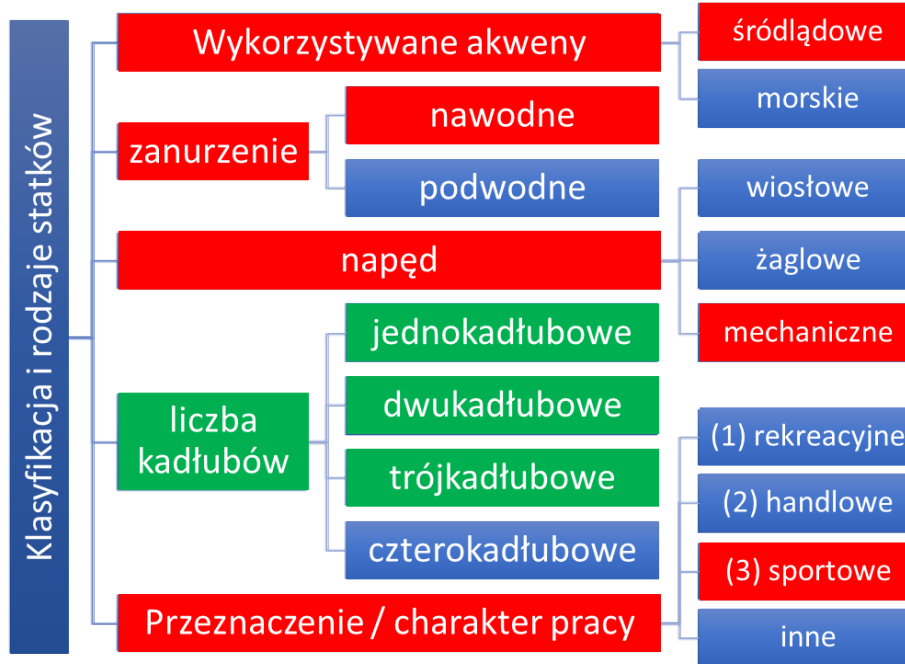 Klasyfikacja i rodzaje statków
Wykorzystywane akweny
śródlądowe
morskie
zanurzenie
nawodne
podwodne
napęd
wiosłowe
żaglowe
mechaniczne
liczba
kadłubów
jednokadłubowe
dwukadłubowe
trójkadłubowe
czterokadłubowe
Przeznaczenie / charakter pracy
(1) rekreacyjne
(2) handlowe
(3) sportowe
inne